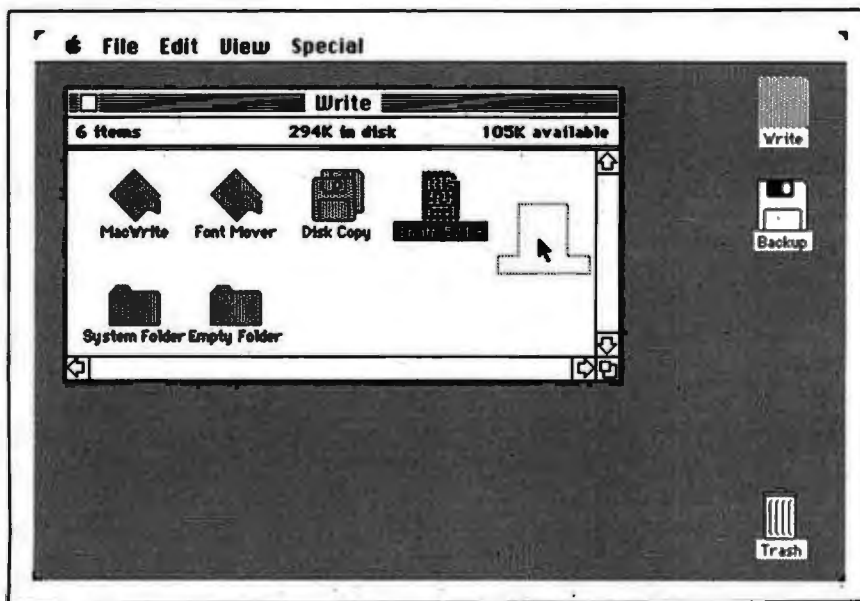 File Edit View Special
Write
6 items 294K in disk 105K available
MacWrite Font Mover Disk Copy
System Folder Empty Folder
Write
Backup
Trash